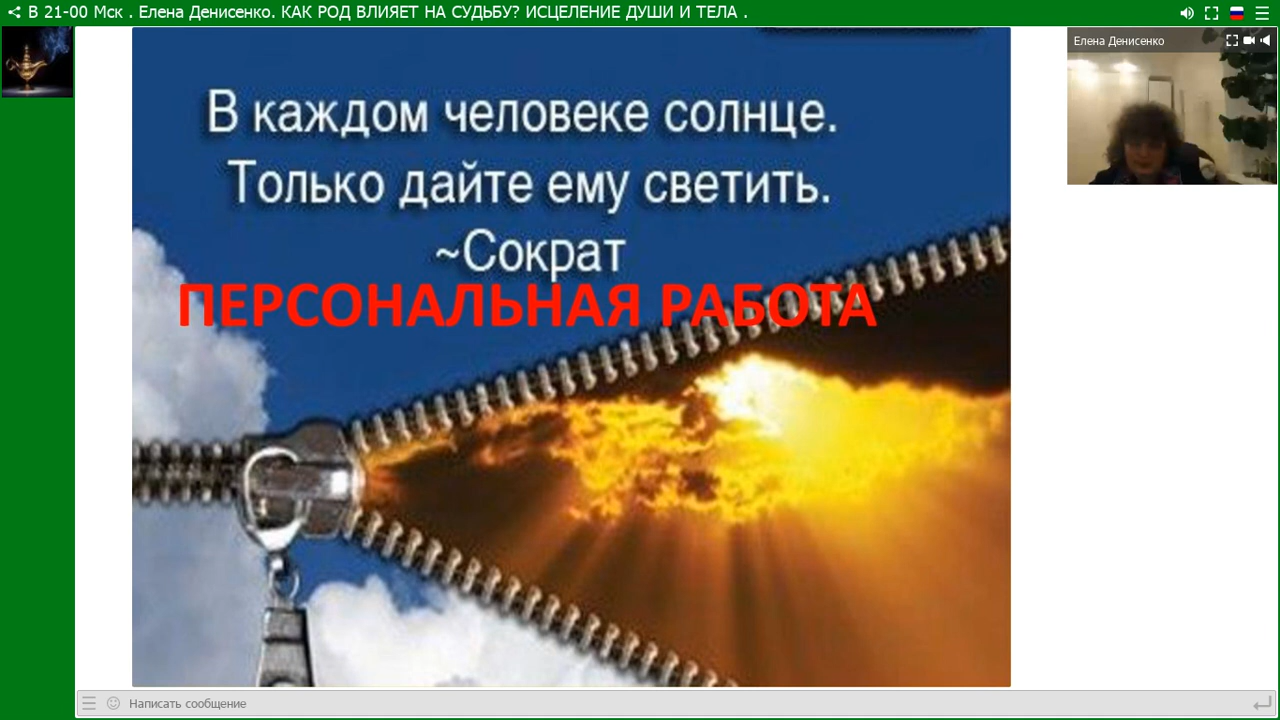 В 21-00 Мск . Елена Денисенко. КАК РОД ВЛИЯЕТ НА СУДЬБУ? ИСЦЕЛЕНИЕ ДУШИ И ТЕЛА .
Елена Денисенко
В каждом человеке солнце.
Только дайте ему светить.
~Сократ
ПЕРСОНАЛЬНАЯ РАБОТА
Написать сообщение